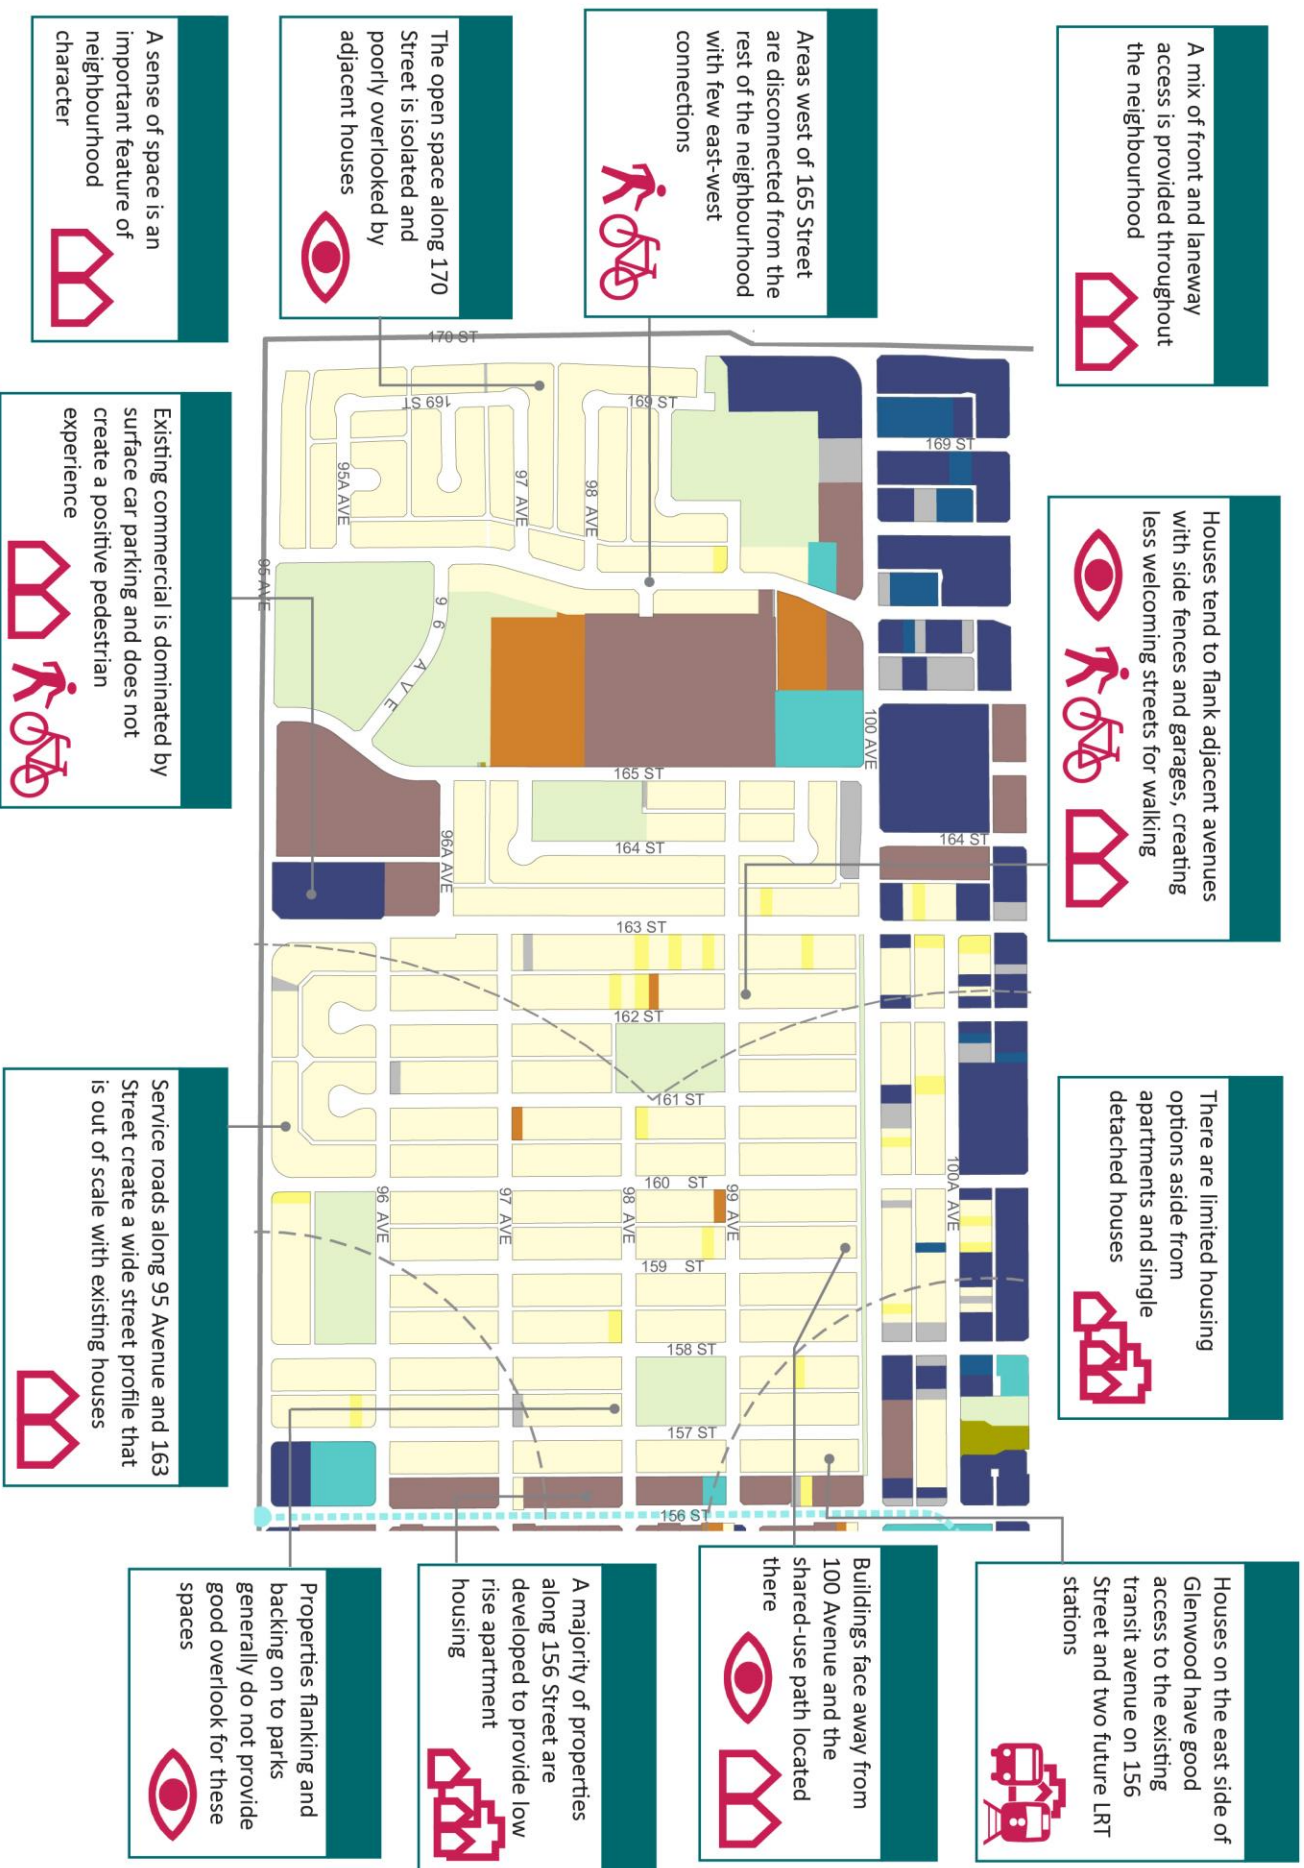 A mix of front and laneway
access is provided throughout
the neighbourhood
Houses tend to flank adjacent avenues
with side fences and garages, creating
less welcoming streets for walking
There are limited housing
options aside from
apartments and single
detached houses
Houses on the east side of
Glenwood have good
access to the existing
transit avenue on 156
Street and two future LRT
stations
Areas west of 165 Street
are disconnected from the
rest of the neighbourhood
with few east-west
connections
Buildings face away from
100 Avenue and the
shared-use path located
there
The open space along 170
Street is isolated and
poorly overlooked by
adjacent houses
A majority of properties
along 156 Street are
developed to provide low
rise apartment
housing
A sense of space is an
important feature of
neighbourhood
character
Existing commercial is dominated by
surface car parking and does not
create a positive pedestrian
experience
Service roads along 95 Avenue and 163
Street create a wide street profile that
is out of scale with existing houses
Properties flanking and
backing on to parks
generally do not provide
good overlook for these
spaces
169 ST
164 ST
100A AVE
100 AVE
99 AVE
170 ST
169 ST
169 ST
165 ST
164 ST
163 ST
162 ST
161 ST
160 ST
159 ST
158 ST
157 ST
156 ST
98 AVE
98 AVE
97 AVE
97 AVE
96A AVE
96 AVE
96 AVE
95A AVE
95 AVE